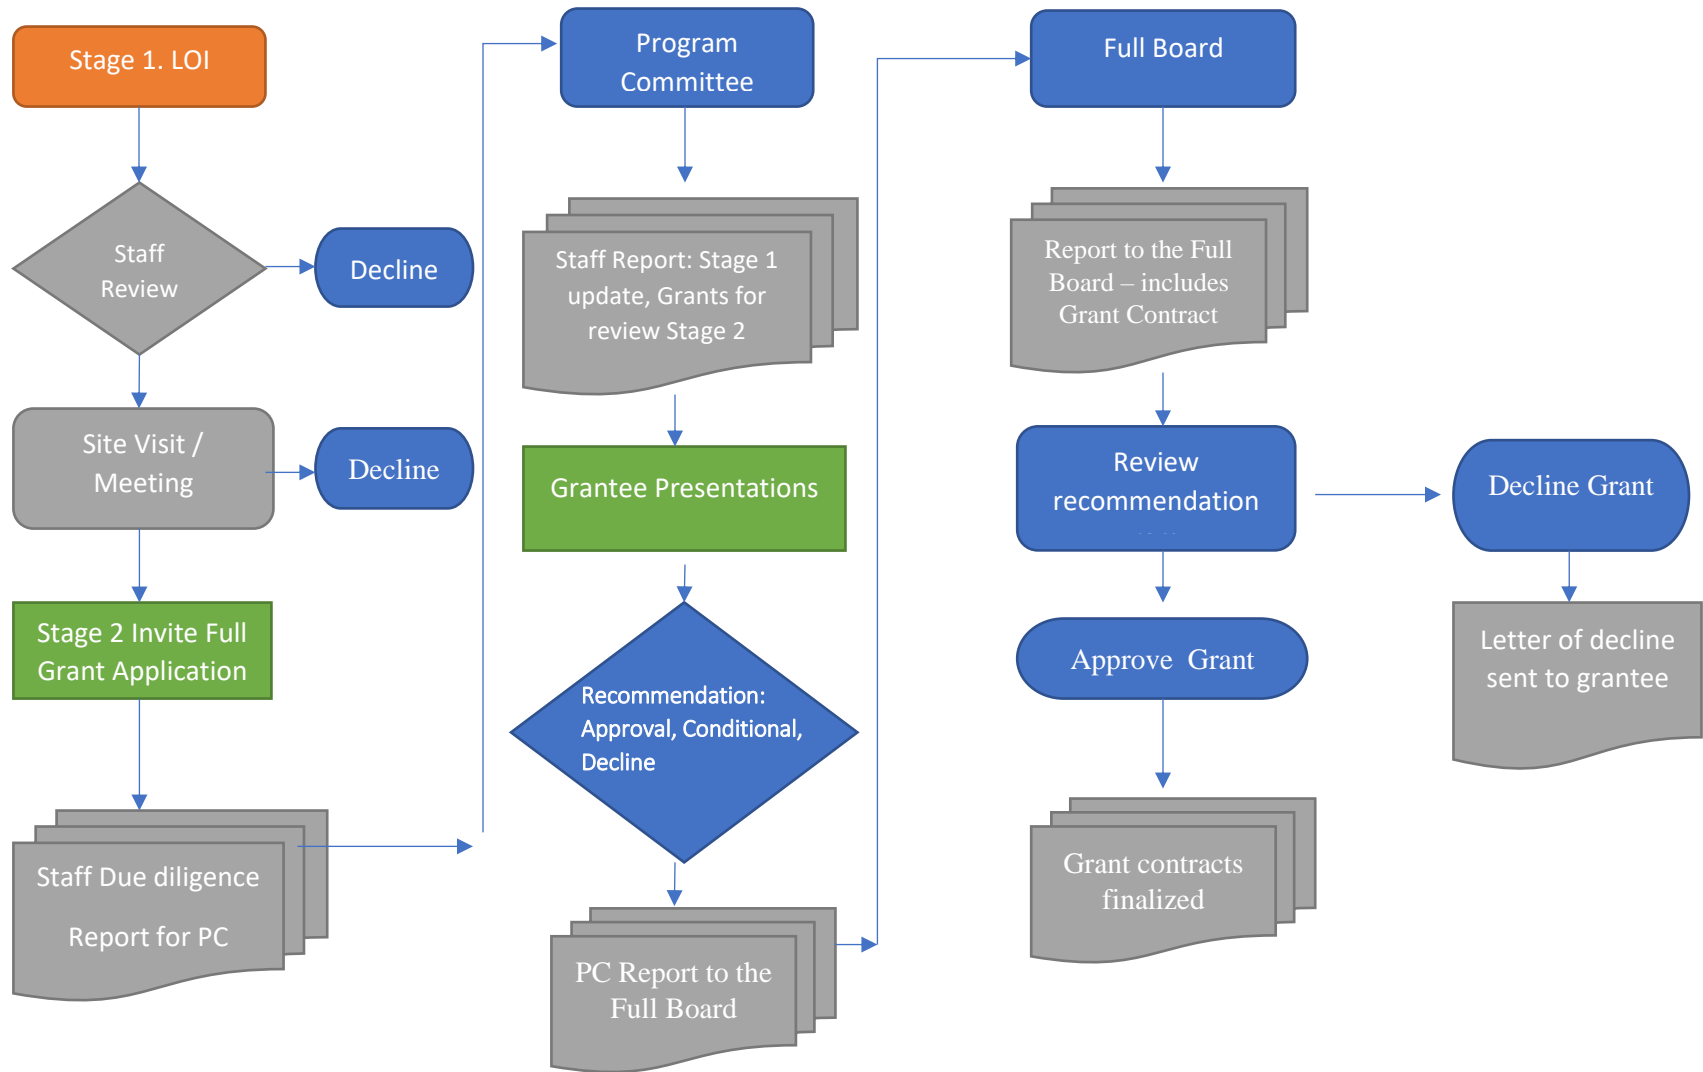 Stage 1. LOI
Staff
Review
Decline
Site Visit /
Meeting
Decline
Stage 2 Invite Full
Grant Application
Staff Due diligence
Report for PC
Program
Committee
Staff Report: Stage 1
update, Grants for
review Stage 2
Grantee Presentations
Recommendation:
Approval, Conditional,
Decline
PC Report to the
Full Board
Full Board
Report to the Full
Board – includes
Grant Contract
Review
recommendation
Decline Grant
Approve  Grant
Letter of decline
sent to grantee
Grant contracts
finalized